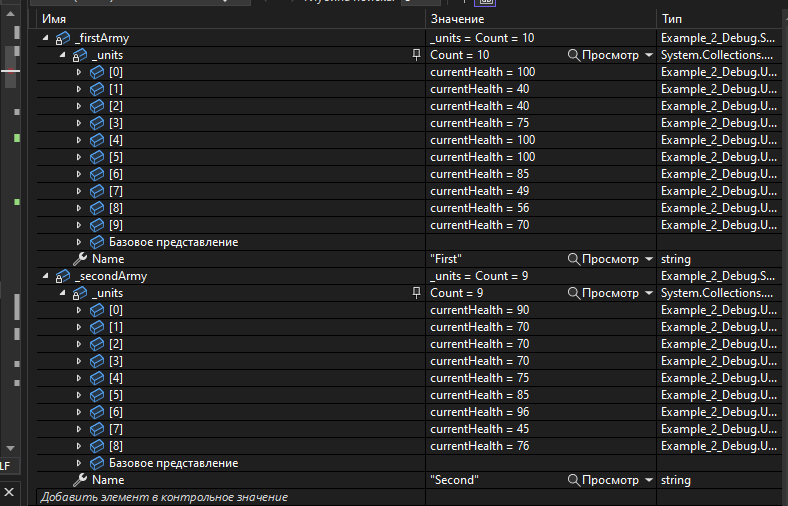 Имя Значение Тип
_firstArmy _units = Count = 10 Example_2_Debug.S...
_units Count = 10 Просмотр System.Collections....
[0] currentHealth = 100 Example_2_Debug.U...
[1] currentHealth = 40 Example_2_Debug.U...
[2] currentHealth = 40 Example_2_Debug.U...
[3] currentHealth = 75 Example_2_Debug.U...
[4] currentHealth = 100 Example_2_Debug.U...
[5] currentHealth = 100 Example_2_Debug.U...
[6] currentHealth = 85 Example_2_Debug.U...
[7] currentHealth = 49 Example_2_Debug.U...
[8] currentHealth = 56 Example_2_Debug.U...
[9] currentHealth = 70 Example_2_Debug.U...
Базовое представление
Name "First" Просмотр string
_secondArmy _units = Count = 9 Example_2_Debug.S...
_units Count = 9 Просмотр System.Collections....
[0] currentHealth = 90 Example_2_Debug.U...
[1] currentHealth = 70 Example_2_Debug.U...
[2] currentHealth = 70 Example_2_Debug.U...
[3] currentHealth = 70 Example_2_Debug.U...
[4] currentHealth = 75 Example_2_Debug.U...
[5] currentHealth = 85 Example_2_Debug.U...
[6] currentHealth = 96 Example_2_Debug.U...
[7] currentHealth = 45 Example_2_Debug.U...
[8] currentHealth = 76 Example_2_Debug.U...
Базовое представление
LF
Name "Second" Просмотр string
Добавить элемент в контрольное значение